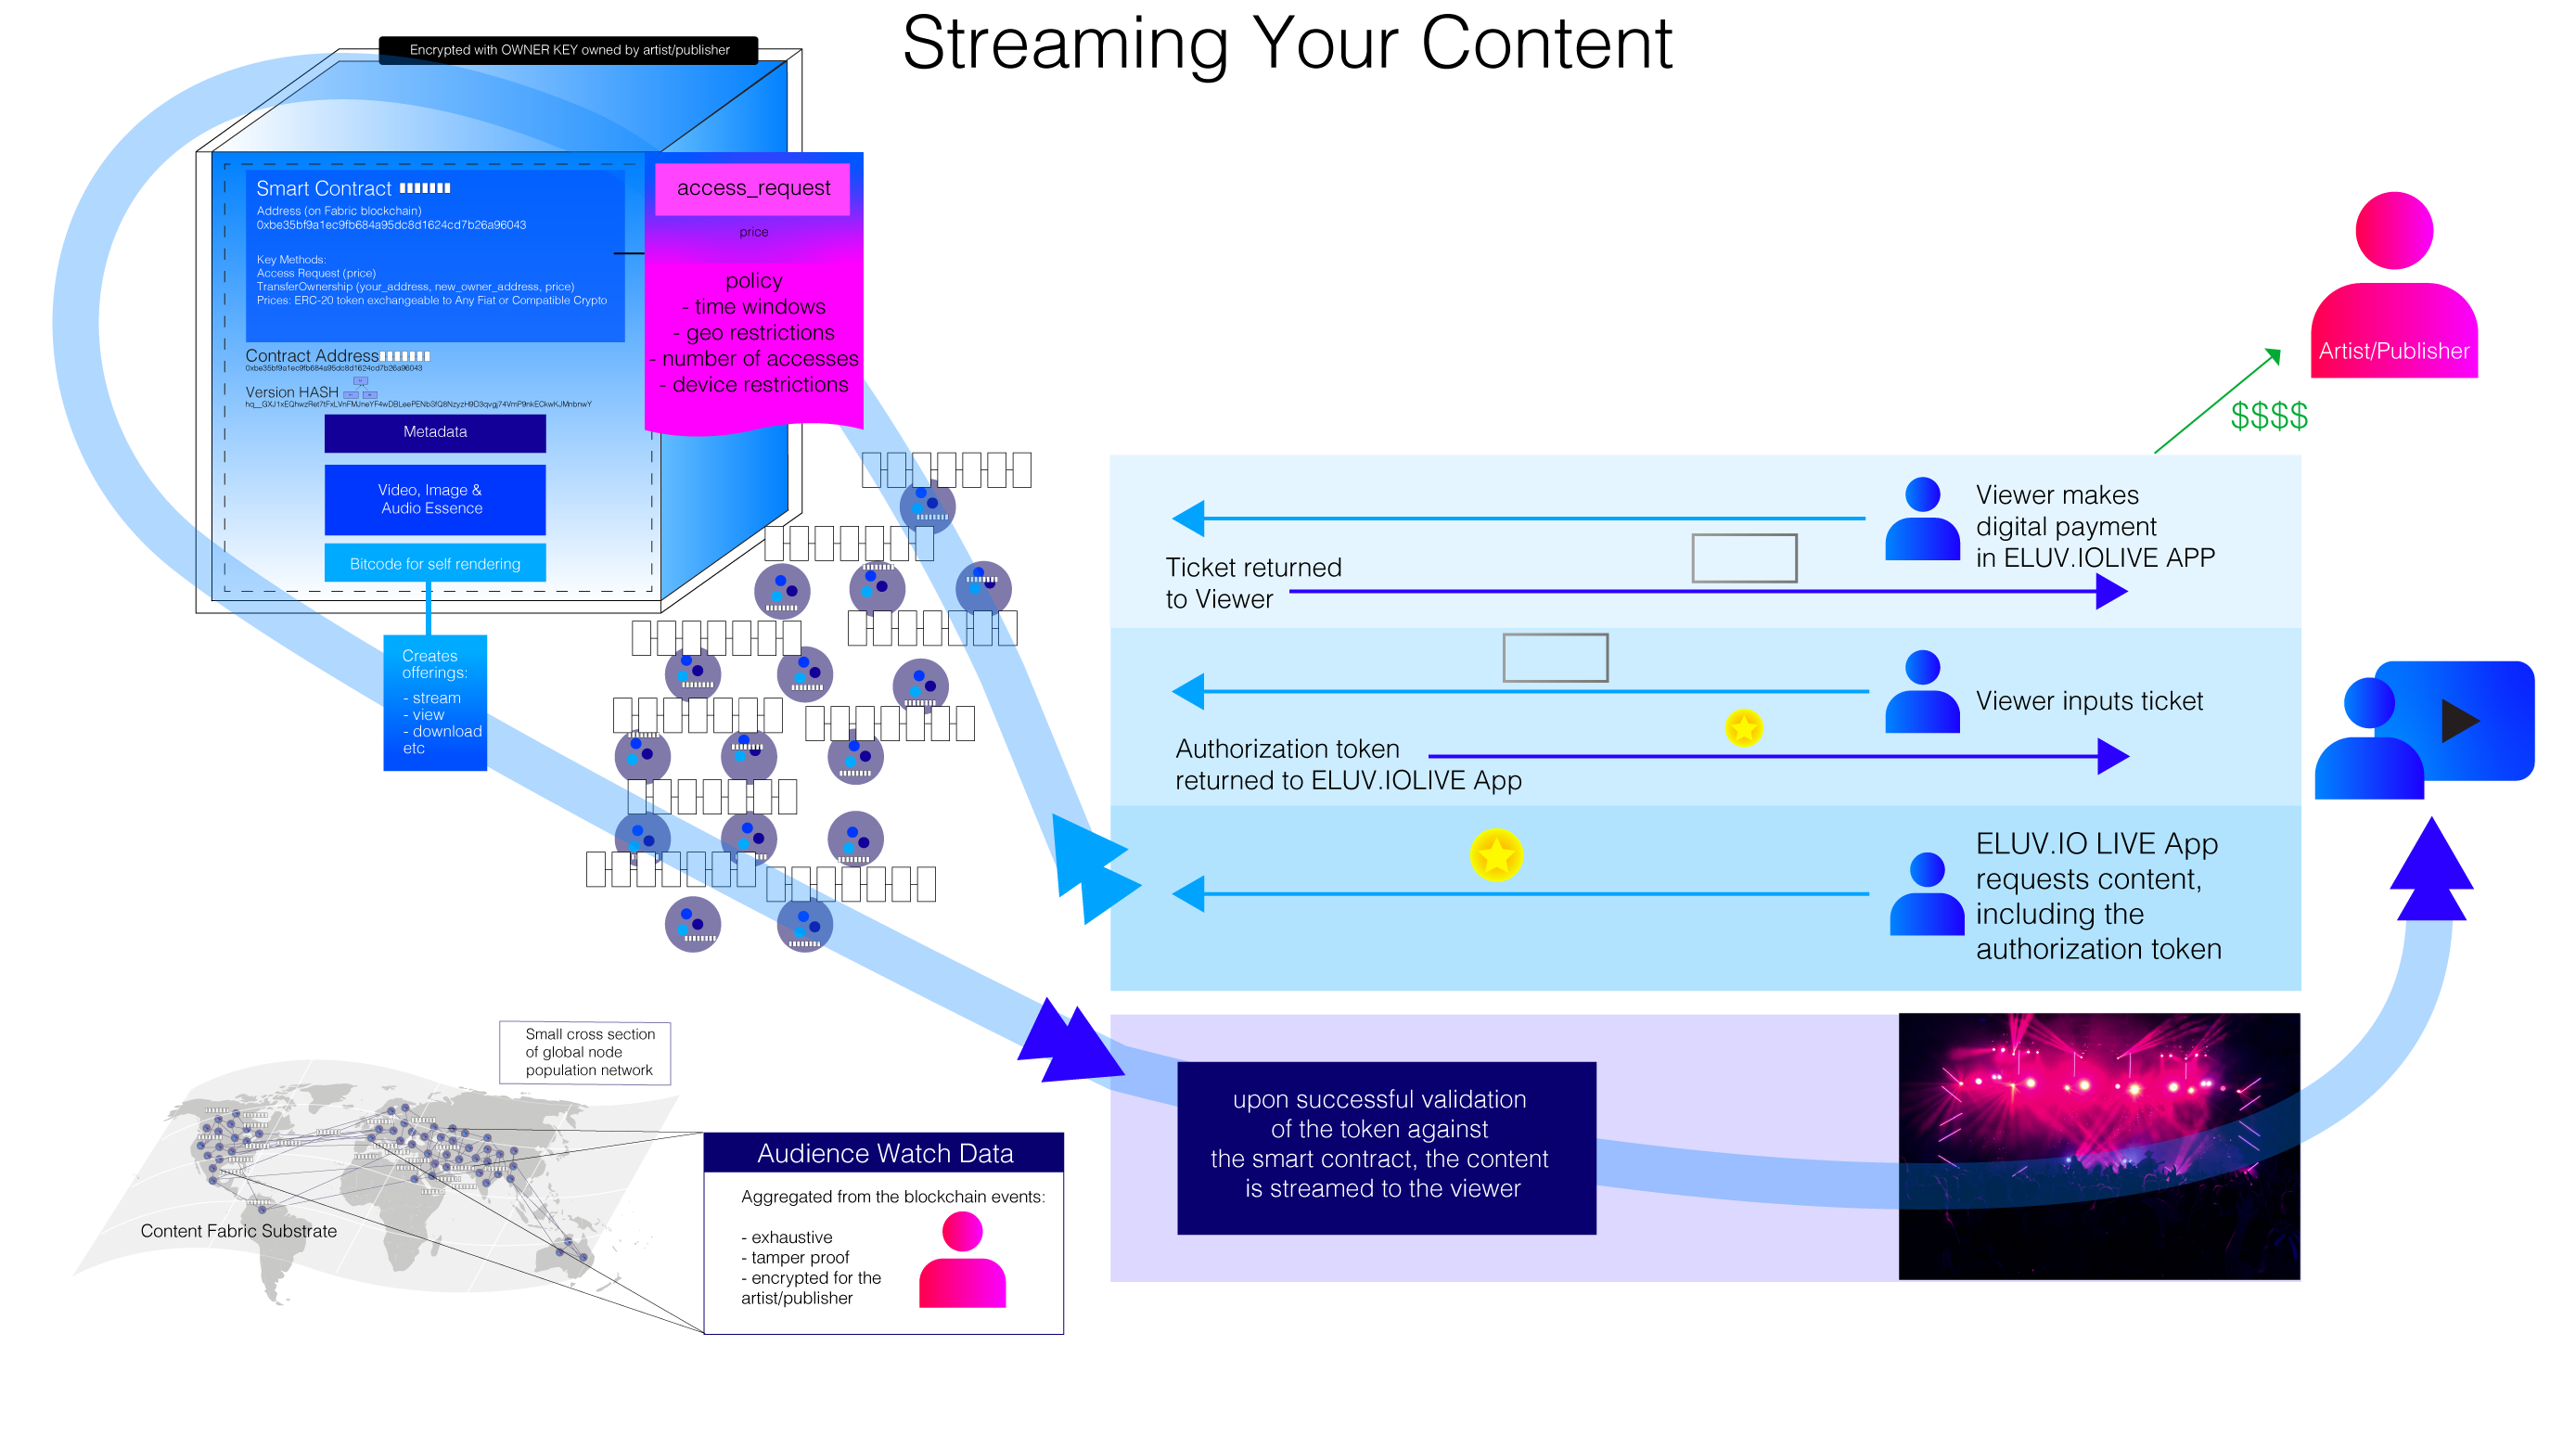 Streaming Your Content
Encrypted with OWNER KEY owned by artist/publisher
Smart Contract
Address (on Fabric blockchain)
0xbe35bf9a1ec9fb684a95dc8d1624cd7b26a96043
Key Methods:
Access Request (price)
TransferOwnership (your_address, new_owner_address, price)
Prices: ERC-20 token exchangeable to Any Fiat or Compatible Crypto
Contract Address
0xbe35bf9a1ec9fb684a95dc8d1624cd7b26a96043
Version HASH
Metadata
Video, Image &
Audio Essence
Bitcode for self rendering
Creates
offerings:
- stream
- view
- download
etc
access_request
price
policy
- time windows
- geo restrictions
- number of accesses
- device restrictions
Artist/Publisher
$$$$
Viewer makes
digital payment
in ELUV.IOLIVE APP
Ticket returned
to Viewer
Viewer inputs ticket
Authorization token
returned to ELUV.IOLIVE App
ELUV.IO LIVE App
requests content,
including the
authorization token
upon successful validation
of the token against
the smart contract, the content
is streamed to the viewer
Small cross section
of global node
population network
Content Fabric Substrate
Audience Watch Data
Aggregated from the blockchain events:
- exhaustive
- tamper proof
- encrypted for the
artist/publisher